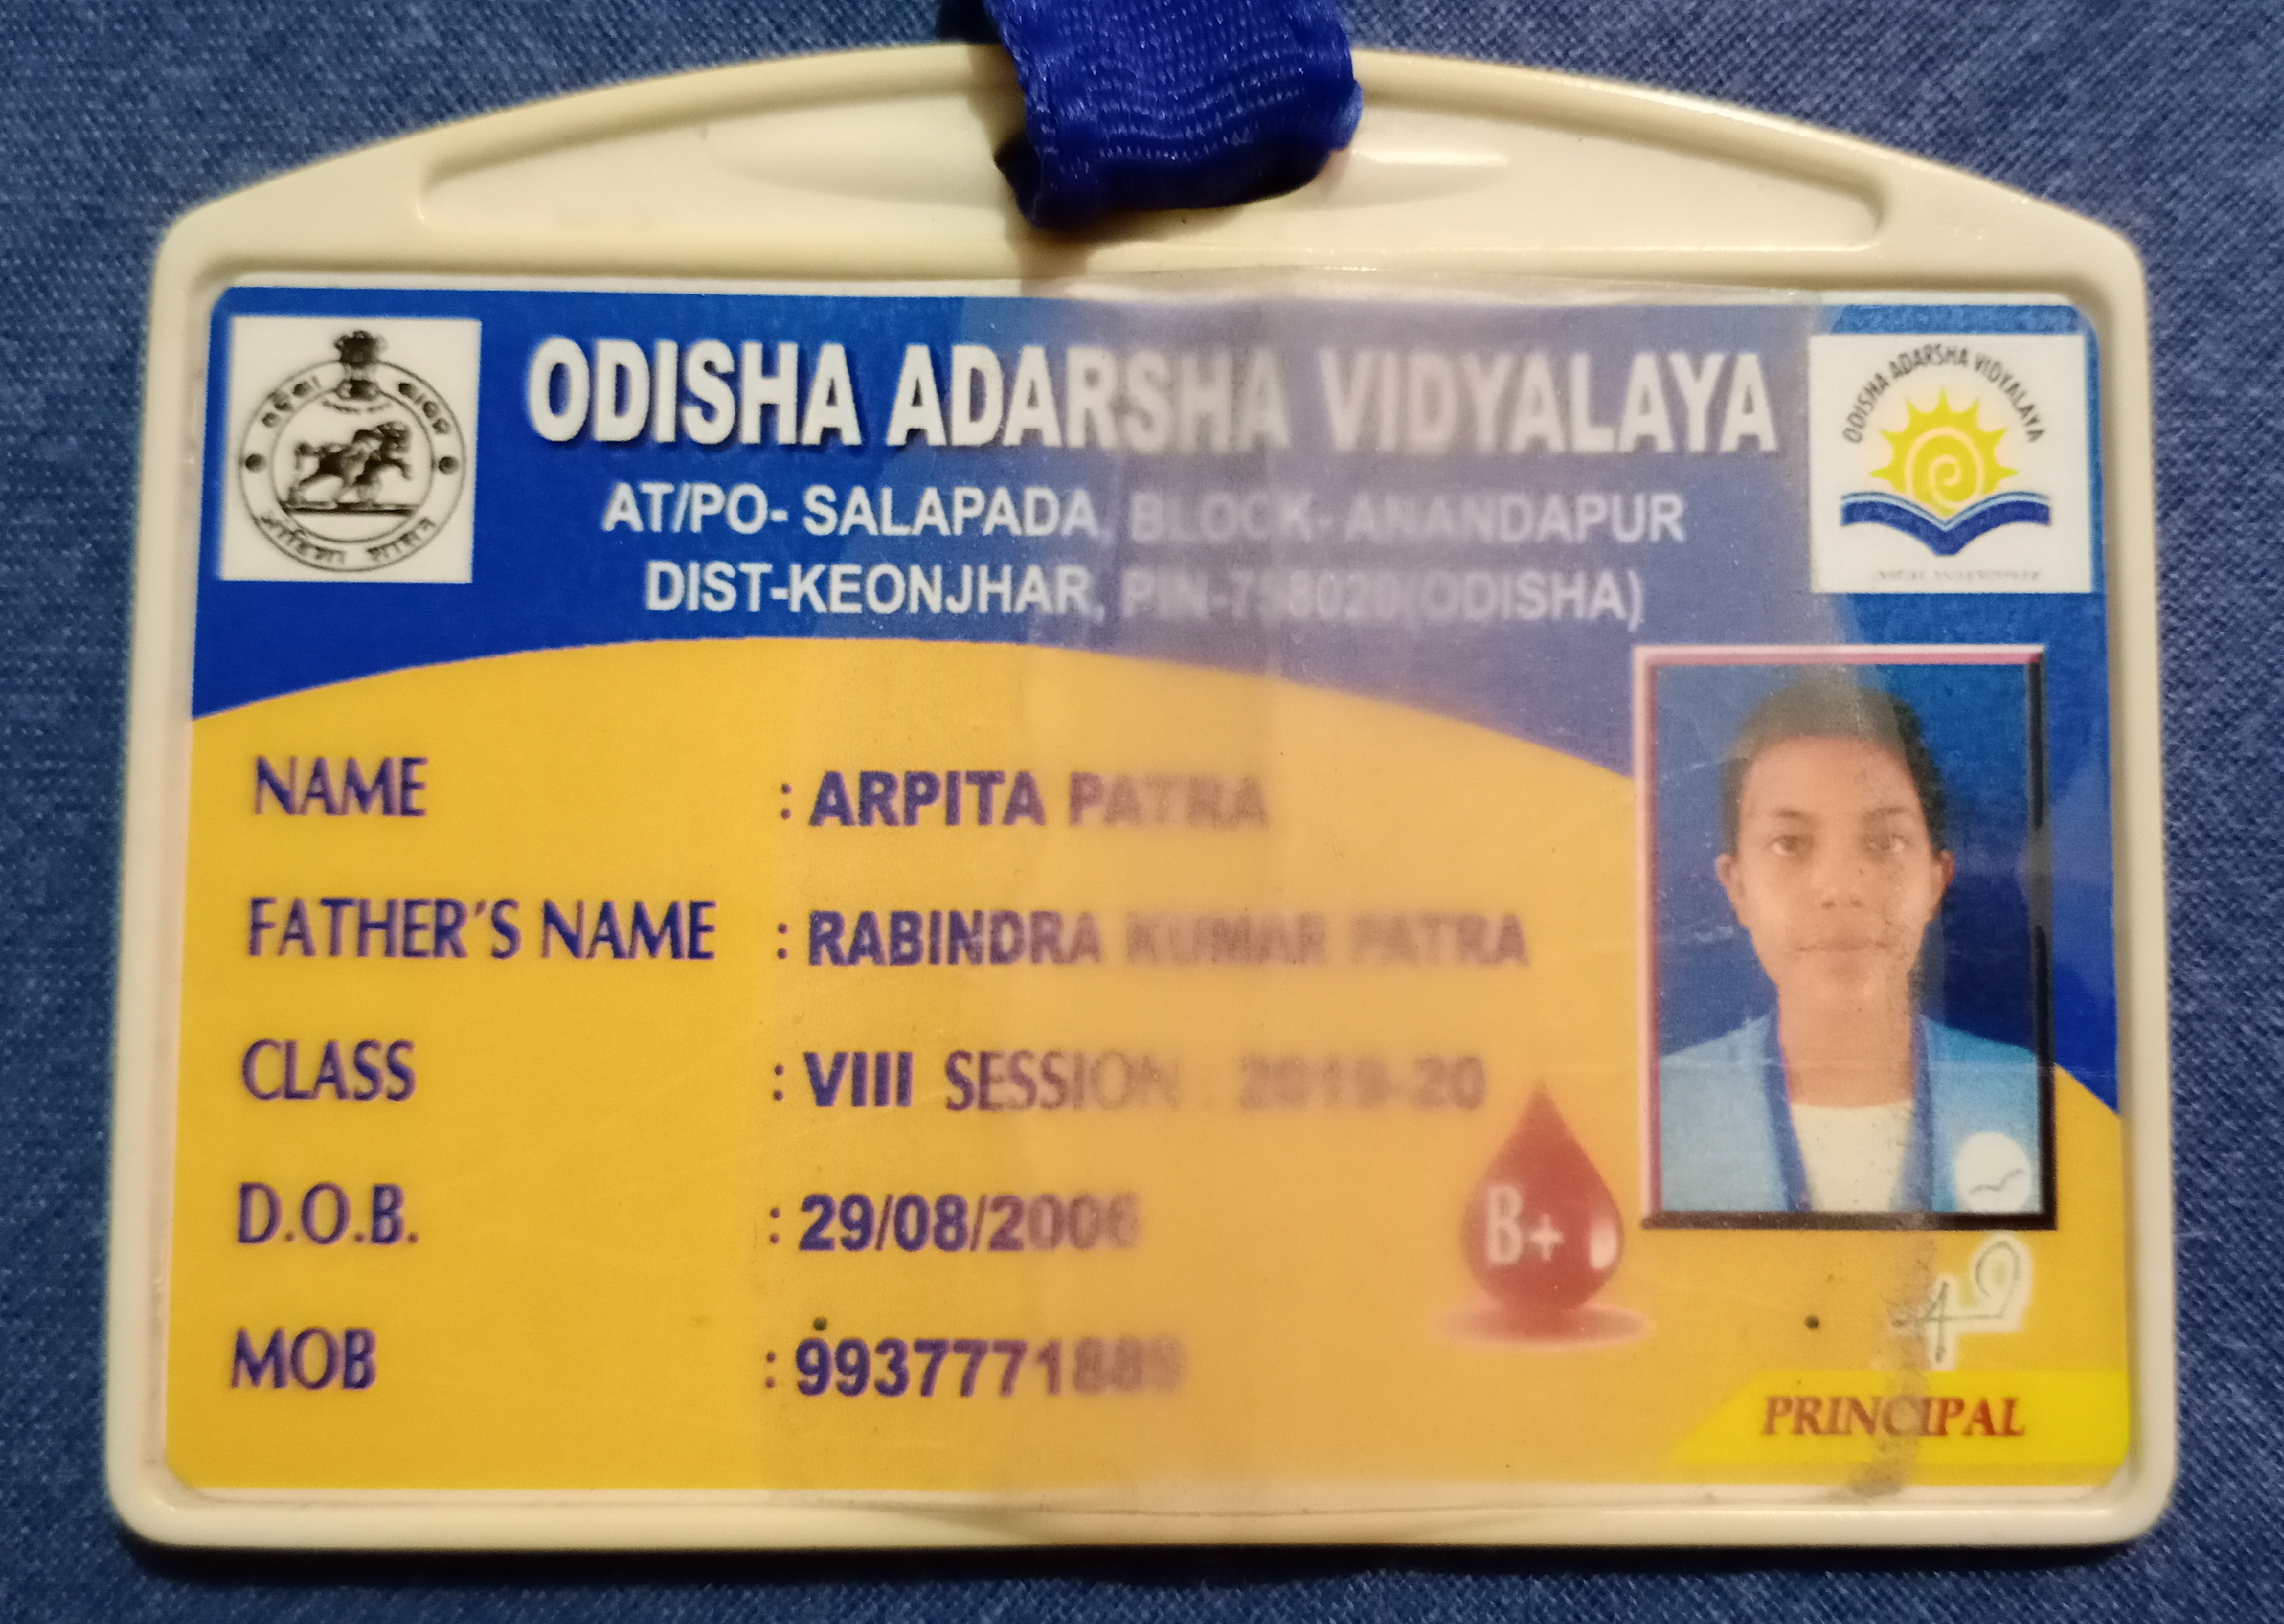 ODISHA ADARSHA VIDYALAYA
AT/PO- SALAPADA, BLOCK- ANANDAPUR
DIST-KEONJHAR, PIN-758020(ODISHA)
ODISHA ADARSHA VIDYALAYA
NAME : ARPITA PATRA
FATHER'S NAME : RABINDRA KUMAR PATRA
CLASS : VIII SESSION : 2019-20
D.O.B. : 29/08/2006
B+
MOB : 9937771889
PRINCIPAL